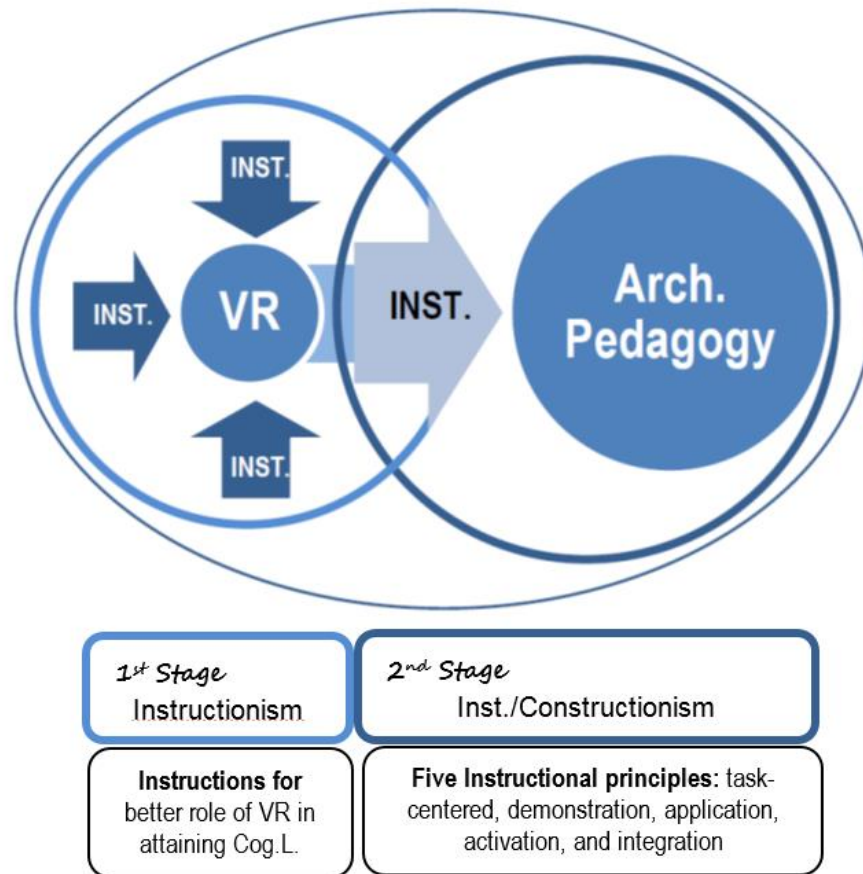 INST.
INST.
VR
INST.
INST.
Arch.
Pedagogy
1st Stage
Instructionism
2nd Stage
Inst./Constructionism
Instructions for
better role of VR in
attaining Cog.L.
Five Instructional principles: task-
centered, demonstration, application,
activation, and integration